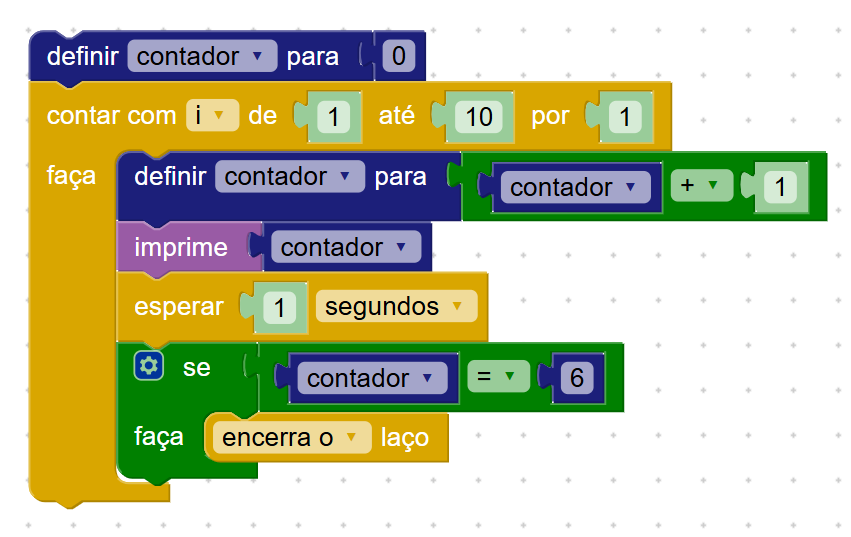 definir contador para 0
contar com i de 1 até 10 por 1
faça definir contador para contador + 1
imprime contador
esperar 1 segundos
se contador = 6
faça encerra o laço